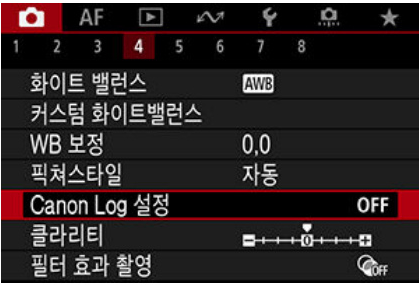 AF
1 2 3 4 5 6 7 8
화이트 밸런스 AWB
커스텀 화이트밸런스
WB 보정 0,0
픽쳐스타일 자동
Canon Log 설정 OFF
클라리티 0
필터 효과 촬영 OFF